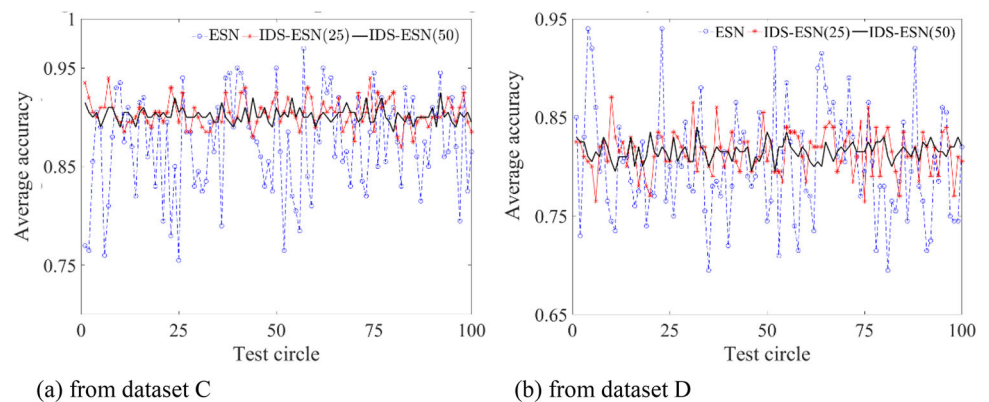 ESN IDS-ESN(25) IDS-ESN(50)
1
0.95
0.85
0.75
Average accuracy
0 25 50 75 100
Test circle
(a) from dataset C
ESN IDS-ESN(25) IDS-ESN(50)
0.85
0.75
0.65
Average accuracy
0 25 50 75 100
Test circle
(b) from dataset D